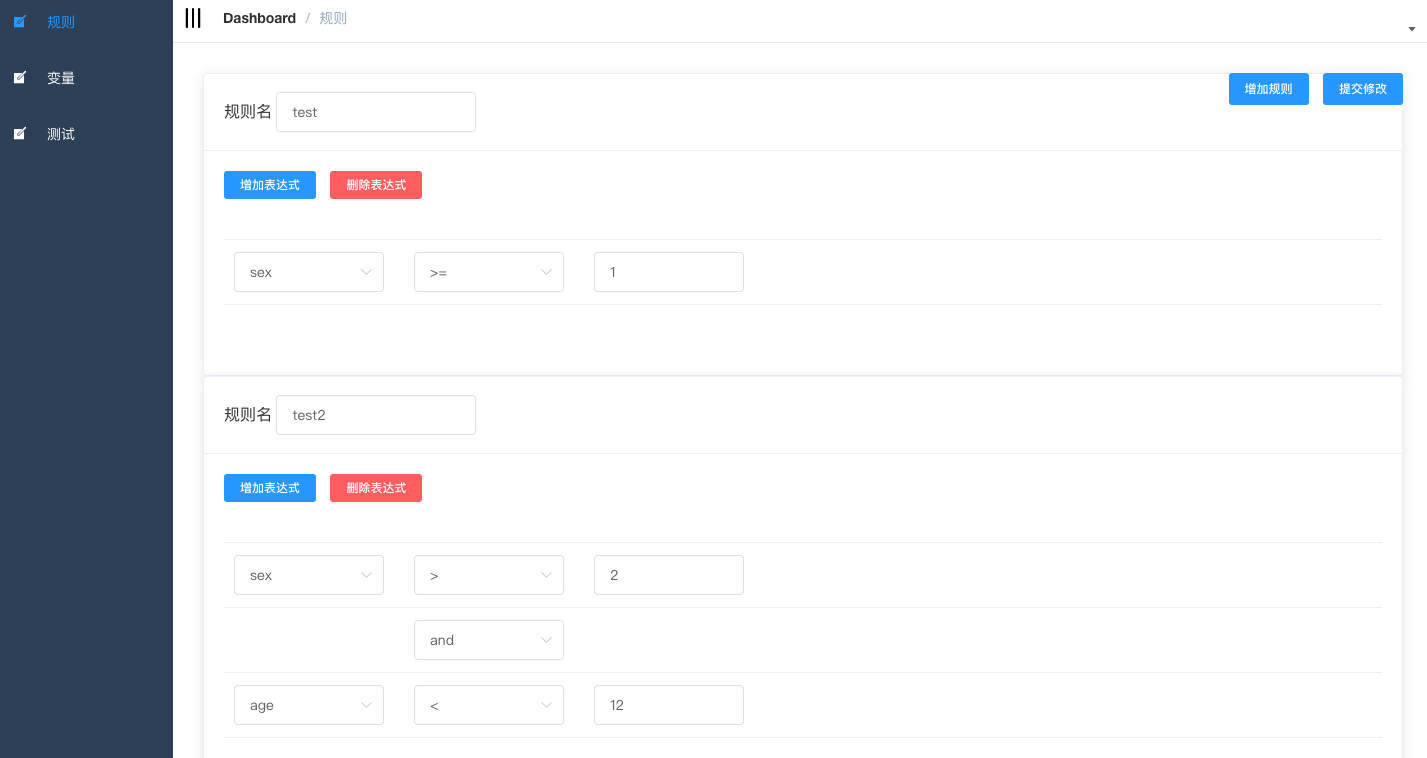 规则
变量
测试
Dashboard / 规则
增加规则 提交修改
规则名 test
增加表达式 删除表达式
sex >= 1
规则名 test2
增加表达式 删除表达式
sex > 2
and
age < 12